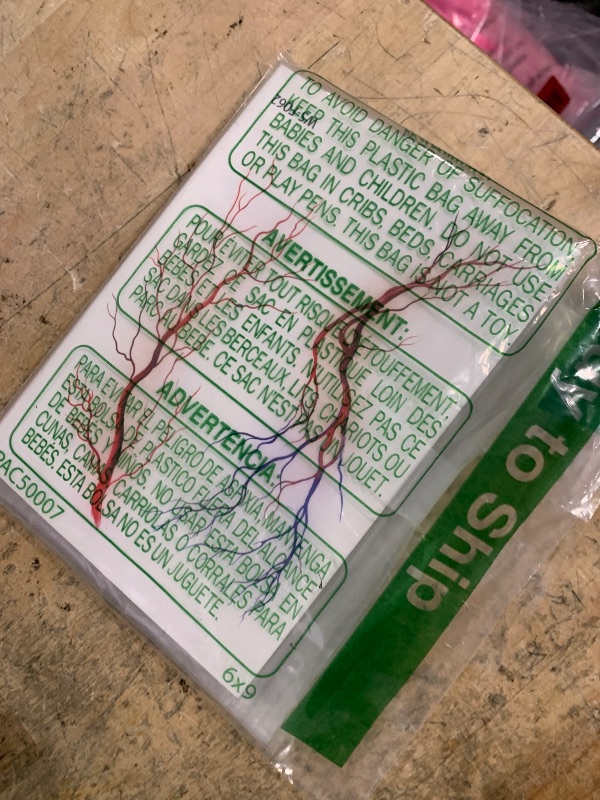 TO AVOID DANGER OF SUFFOCATION,
KEEP THIS PLASTIC BAG AWAY FROM
BABIES AND CHILDREN. DO NOT USE
THIS BAG IN CRIBS, BEDS, CARRIAGES
OR PLAY PENS. THIS BAG IS NOT A TOY.
AVERTISSEMENT:
POUR ÉVITER TOUT RISQUE D'ÉTOUFFEMENT,
GARDEZ CE SAC EN PLASTIQUE LOIN DES
BÉBÉS ET DES ENFANTS. N'UTILISEZ PAS CE
SAC DANS LES BERCEAUX, LITS, CHARIOTS OU
PARCS À BÉBÉ. CE SAC N'EST PAS UN JOUET.
ADVERTENCIA:
PARA EVITAR EL PELIGRO DE ASFIXIA, MANTENGA
ESTA BOLSA DE PLASTICO FUERA DEL ALCANCE
DE BEBES Y NIÑOS. NO USAR ESTA BOLSA EN
CUNAS, CAMAS, CARRIOLAS O CORRALES PARA
BEBÉS. ESTA BOLSA NO ES UN JUGUETE.
PAC50007
6x9
to Ship